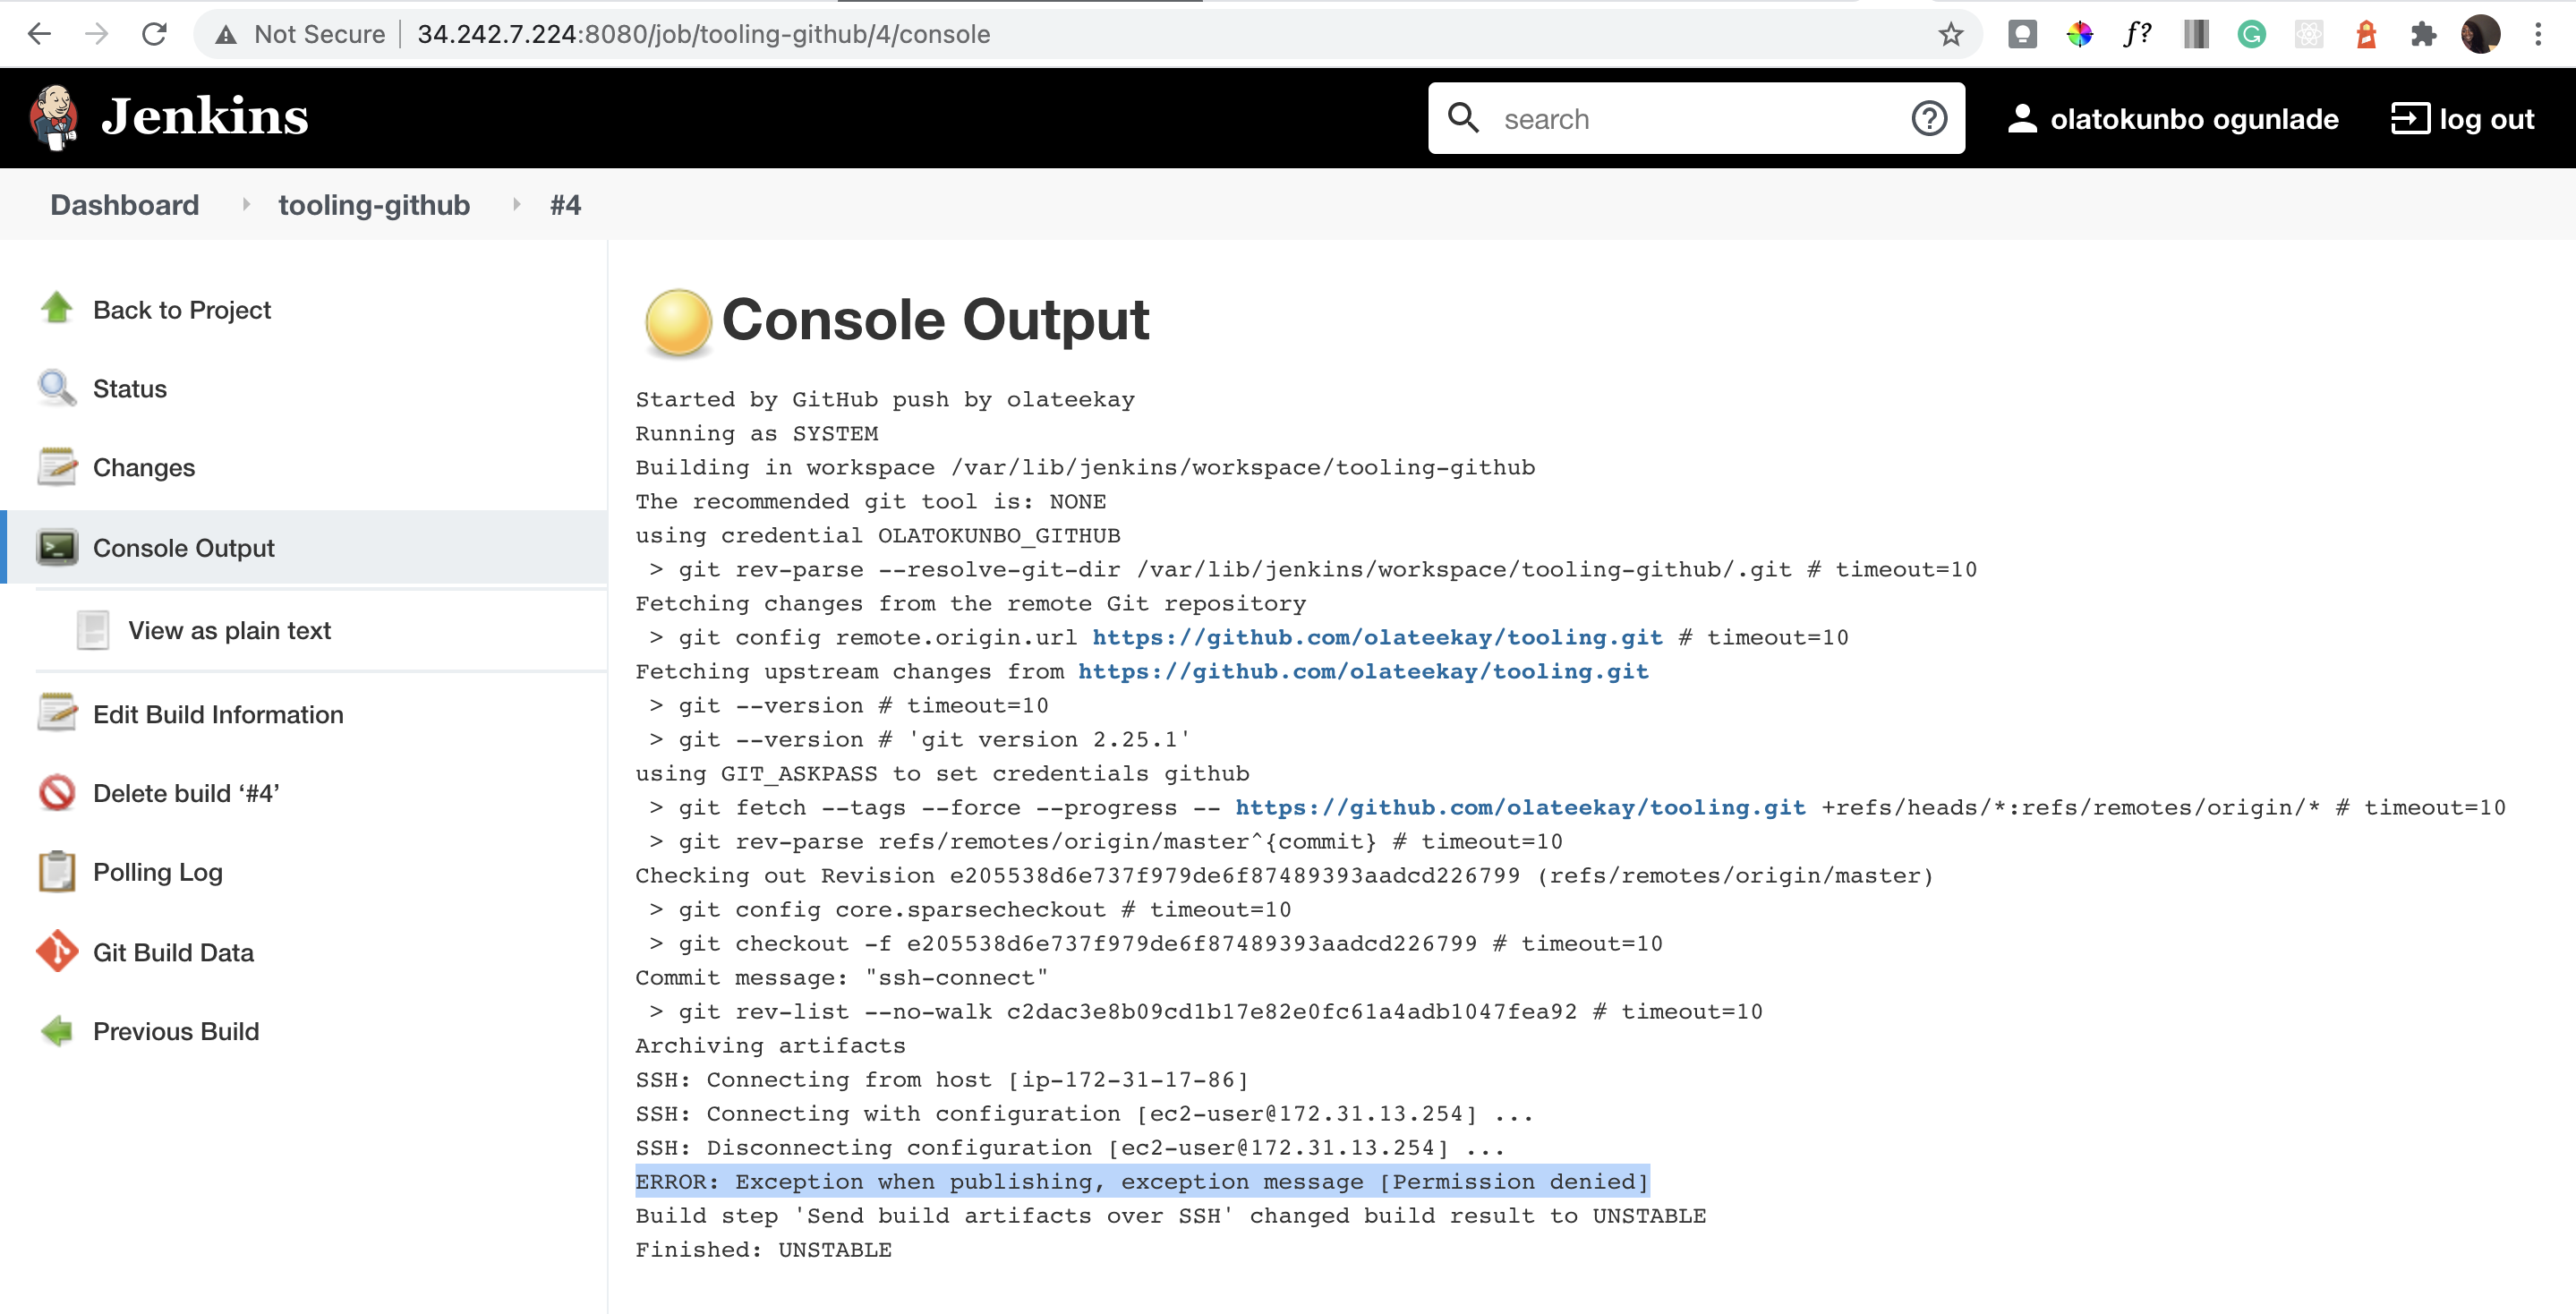 Not Secure | 34.242.7.224:8080/job/tooling-github/4/console
f?
G
Jenkins
search
?
olatokunbo ogunlade
log out
Dashboard
tooling-github
#4
Back to Project
Status
Changes
Console Output
View as plain text
Edit Build Information
Delete build ‘#4’
Polling Log
Git Build Data
Previous Build
Console Output
Started by GitHub push by olateekay
Running as SYSTEM
Building in workspace /var/lib/jenkins/workspace/tooling-github
The recommended git tool is: NONE
using credential OLATOKUNBO_GITHUB
> git rev-parse --resolve-git-dir /var/lib/jenkins/workspace/tooling-github/.git # timeout=10
Fetching changes from the remote Git repository
> git config remote.origin.url https://github.com/olateekay/tooling.git # timeout=10
Fetching upstream changes from https://github.com/olateekay/tooling.git
> git --version # timeout=10
> git --version # 'git version 2.25.1'
using GIT_ASKPASS to set credentials github
> git fetch --tags --force --progress -- https://github.com/olateekay/tooling.git +refs/heads/*:refs/remotes/origin/* # timeout=10
> git rev-parse refs/remotes/origin/master^{commit} # timeout=10
Checking out Revision e205538d6e737f979de6f87489393aadcd226799 (refs/remotes/origin/master)
> git config core.sparsecheckout # timeout=10
> git checkout -f e205538d6e737f979de6f87489393aadcd226799 # timeout=10
Commit message: "ssh-connect"
> git rev-list --no-walk c2dac3e8b09cd1b17e82e0fc61a4adb1047fea92 # timeout=10
Archiving artifacts
SSH: Connecting from host [ip-172-31-17-86]
SSH: Connecting with configuration [ec2-user@172.31.13.254] ...
SSH: Disconnecting configuration [ec2-user@172.31.13.254] ...
ERROR: Exception when publishing, exception message [Permission denied]
Build step 'Send build artifacts over SSH' changed build result to UNSTABLE
Finished: UNSTABLE